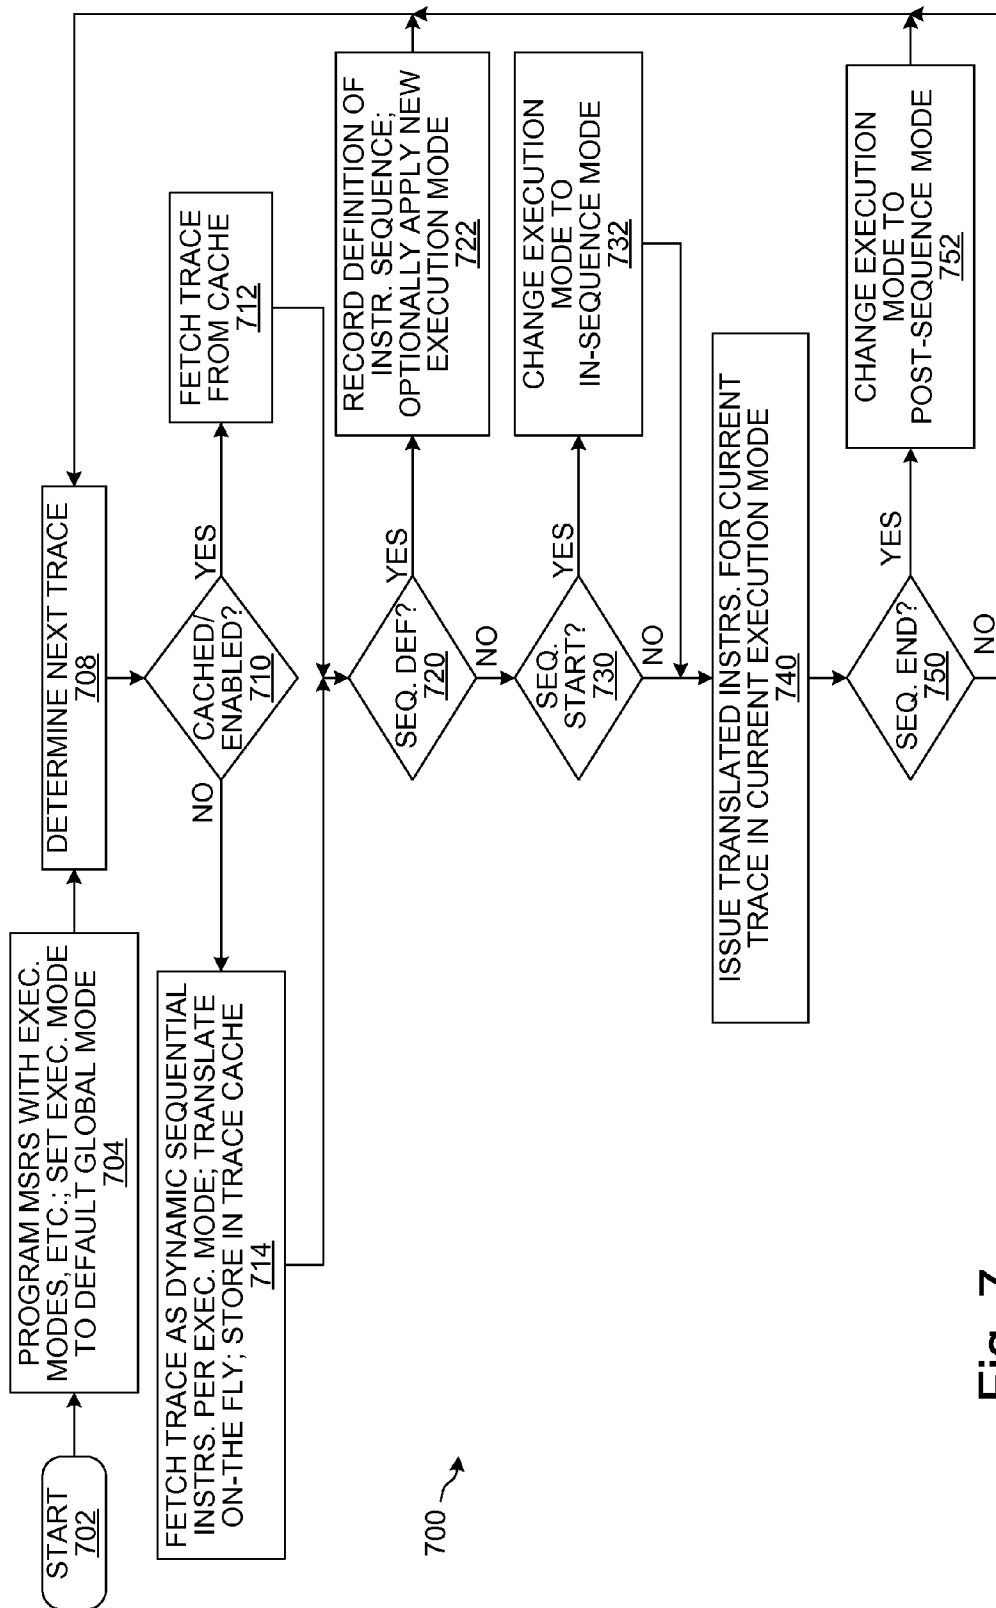 START
702
PROGRAM MSRS WITH EXEC.
MODES, ETC.; SET EXEC. MODE
TO DEFAULT GLOBAL MODE
704
DETERMINE NEXT TRACE
708
CACHED/
ENABLED?
710
YES
NO
FETCH TRACE
FROM CACHE
712
FETCH TRACE AS DYNAMIC SEQUENTIAL
INSTRS. PER EXEC. MODE; TRANSLATE
ON-THE FLY; STORE IN TRACE CACHE
714
SEQ. DEF?
720
YES
NO
RECORD DEFINITION OF
INSTR. SEQUENCE;
OPTIONALLY APPLY NEW
EXECUTION MODE
722
SEQ.
START?
730
YES
NO
CHANGE EXECUTION
MODE TO
IN-SEQUENCE MODE
732
ISSUE TRANSLATED INSTRS. FOR CURRENT
TRACE IN CURRENT EXECUTION MODE
740
SEQ. END?
750
YES
NO
CHANGE EXECUTION
MODE TO
POST-SEQUENCE MODE
752
700
Fig. 7